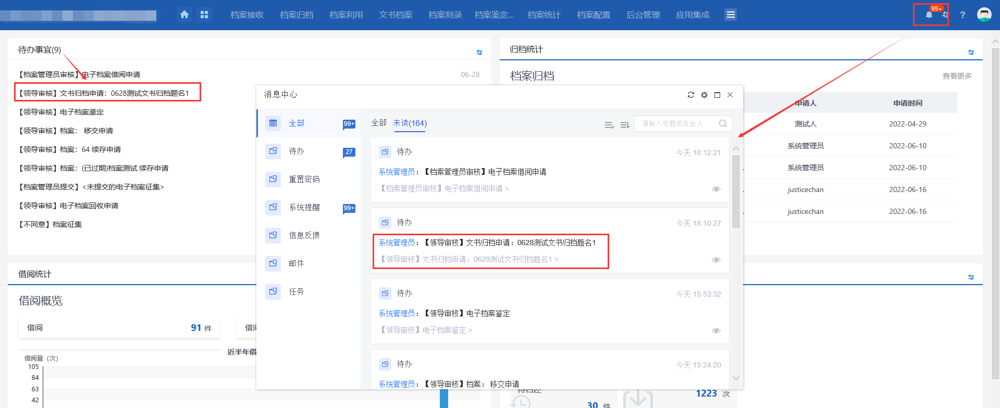 档案接收 档案归档 档案利用 文书档案 档案刻录 档案鉴定... 档案统计 档案配置 后台管理 应用集成 99+ ?
待办事宜(9)
【档案管理员审核】电子档案借阅申请 06-28
【领导审核】文书归档申请：0628测试文书归档题名1
【领导审核】电子档案鉴定
【领导审核】档案： 移交申请
【领导审核】档案：64 续存申请
【领导审核】档案：(已过期)档案测试 续存申请
【档案管理员提交】<未提交的电子档案征集>
【领导审核】电子档案回收申请
【不同意】档案征集
归档统计
档案归档 查看更多
申请人 申请时间
测试人 2022-04-29
系统管理员 2022-06-10
系统管理员 2022-06-10
justicechan 2022-06-16
justicechan 2022-06-16
消息中心
全部 99+
待办 27
重置密码
系统提醒 99+
信息反馈
邮件
任务
全部 未读(164) 请输入标题或发送人
待办 今天 18:12:21
系统管理员：【档案管理员审核】电子档案借阅申请
【档案管理员审核】电子档案借阅申请 >
待办 今天 18:10:27
系统管理员：【领导审核】文书归档申请：0628测试文书归档题名1
【领导审核】文书归档申请：0628测试文书归档题名1 >
待办 今天 15:53:32
系统管理员：【领导审核】电子档案鉴定
【领导审核】电子档案鉴定 >
待办 今天 15:24:20
系统管理员：【领导审核】档案： 移交申请
借阅统计
借阅概览
借阅 91 件
借阅
近半年借
借阅量（次）
105
84
63
42
待归还
30 件
1223 次